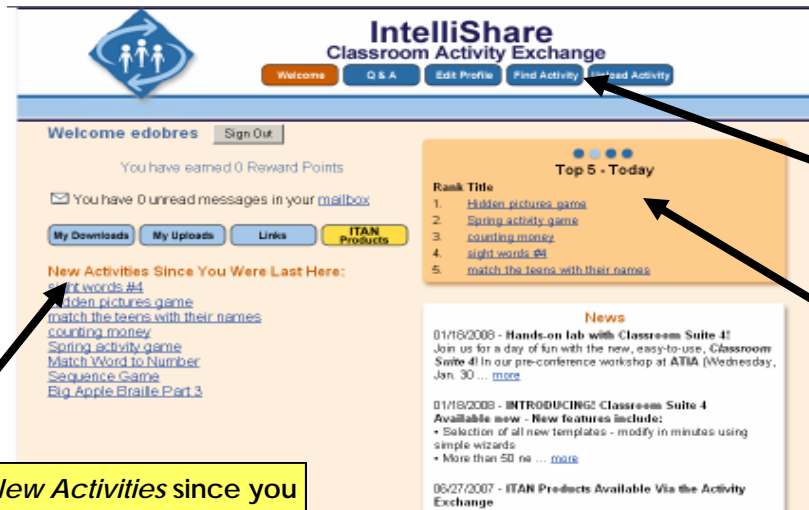 IntelliShare
Classroom Activity Exchange
Welcome Q & A Edit Profile Find Activity Upload Activity
Welcome edobres Sign Out
You have earned 0 Reward Points
You have 0 unread messages in your mailbox
My Downloads My Uploads Links ITAN Products
New Activities Since You Were Last Here:
sight words #4
hidden pictures game
match the teens with their names
counting money
Spring activity game
Match Word to Number
Sequence Game
Big Apple Braille Part 3
Top 5 - Today
Rank Title
1. Hidden pictures game
2. Spring activity game
3. counting money
4. sight words #4
5. match the teens with their names
News
01/18/2008 - Hands-on lab with Classroom Suite 4!
Join us for a day of fun with the new, easy-to-use, Classroom
Suite 4! In our pre-conference workshop at ATIA (Wednesday,
Jan. 30 ... more
01/18/2008 - INTRODUCING! Classroom Suite 4
Available now - New features include:
• Selection of all new templates - modify in minutes using
simple wizards
• More than 50 ne ... more
06/27/2007 - ITAN Products Available Via the Activity
Exchange
New Activities since you